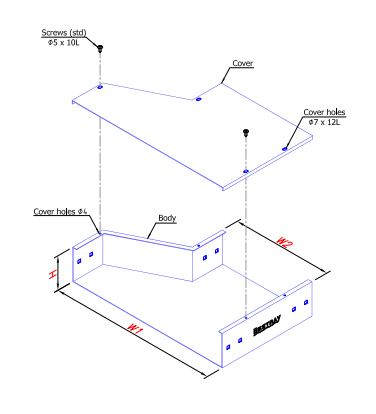 Screws (std)
Φ5 x 10L
Cover
Cover holes
Φ7 x 12L
Cover holes Φ4
Body
W2
H
W1
BESTRAY